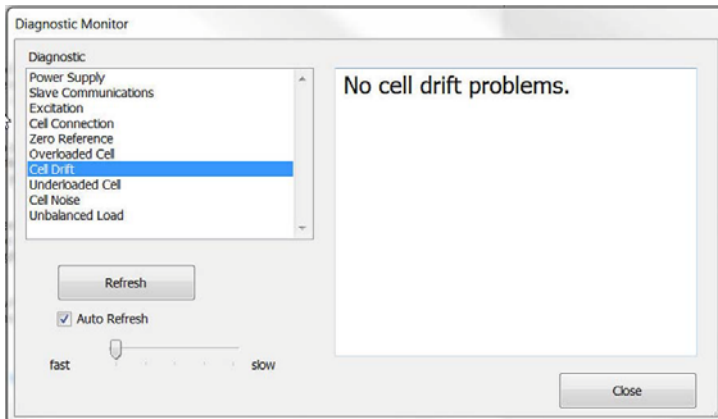 Diagnostic Monitor
Diagnostic
Power Supply
Slave Communications
Excitation
Cell Connection
Zero Reference
Overloaded Cell
Cell Drift
Underloaded Cell
Cell Noise
Unbalanced Load
No cell drift problems.
Refresh
Auto Refresh
fast slow
Close